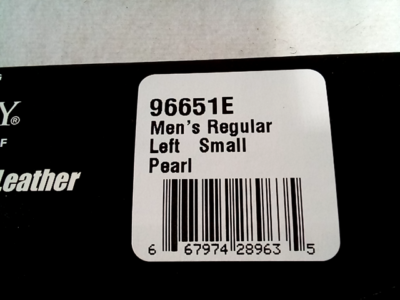 96651E
Men's Regular
Left Small
Pearl
6 67974 28963 5
Y®
F
Leather